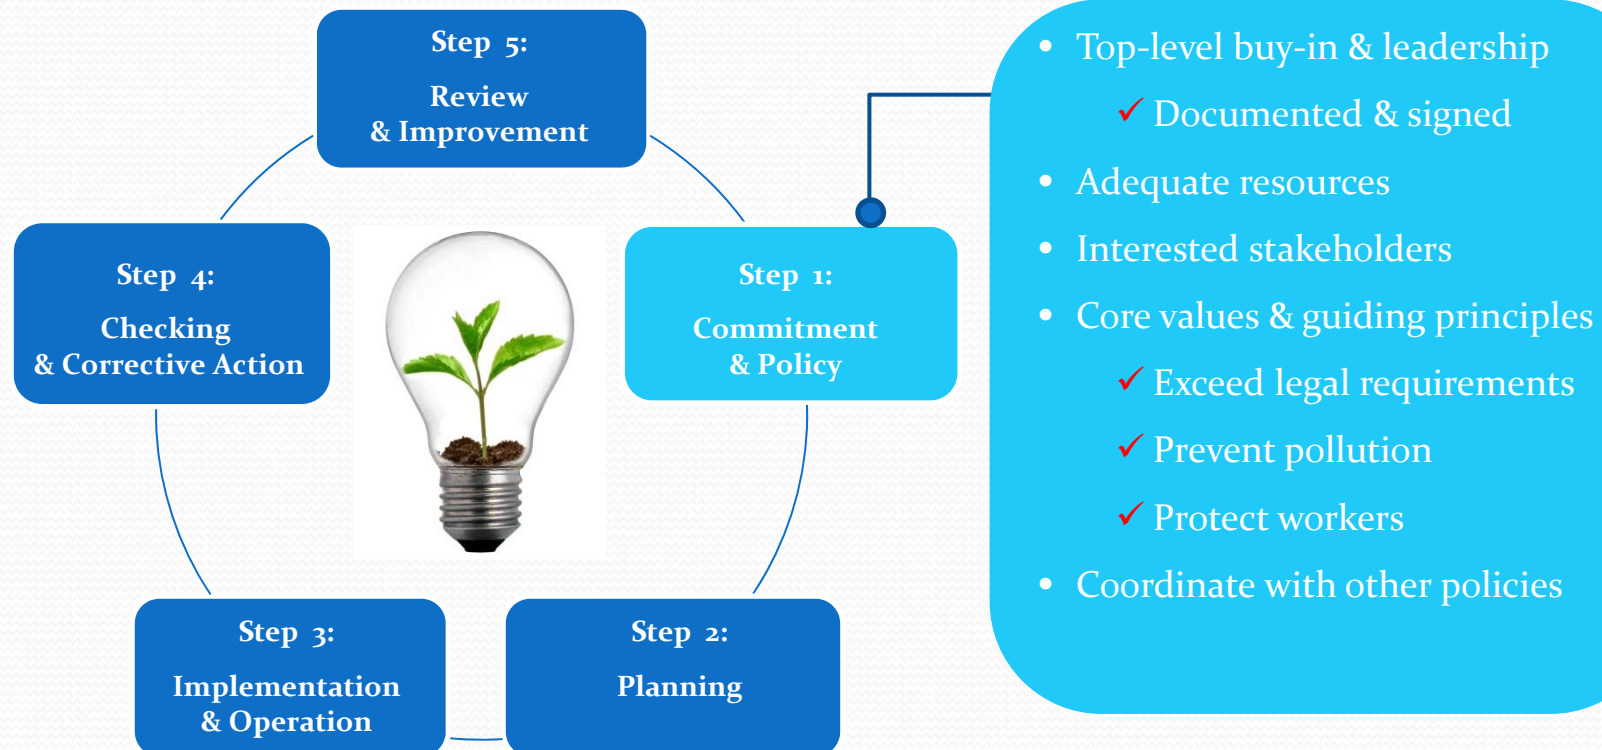 Step 5:
Review
& Improvement
Step 1:
Commitment
& Policy
Step 2:
Planning
Step 3:
Implementation
& Operation
Step 4:
Checking
& Corrective Action
• Top-level buy-in & leadership
✓ Documented & signed
• Adequate resources
• Interested stakeholders
• Core values & guiding principles
✓ Exceed legal requirements
✓ Prevent pollution
✓ Protect workers
• Coordinate with other policies